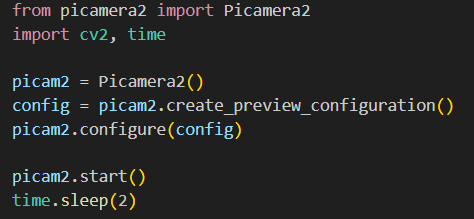 from picamera2 import Picamera2
import cv2, time
picam2 = Picamera2()
config = picam2.create_preview_configuration()
picam2.configure(config)
picam2.start()
time.sleep(2)